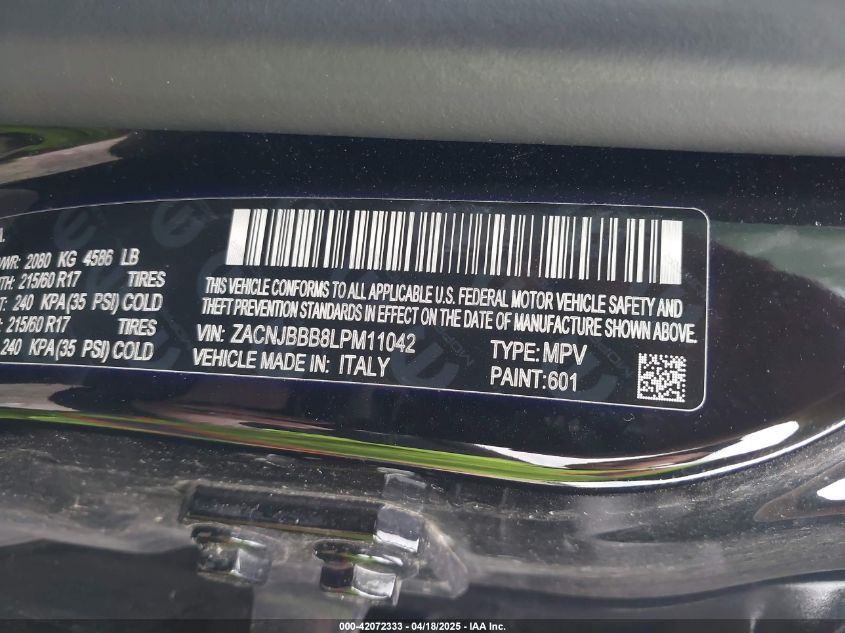 GVWR: 2080 KG 4586 LB
215/60 R17 TIRES
240 KPA(35 PSI) COLD
215/60 R17 TIRES
240 KPA(35 PSI) COLD
THIS VEHICLE CONFORMS TO ALL APPLICABLE U.S. FEDERAL MOTOR VEHICLE SAFETY AND
THEFT PREVENTION STANDARDS IN EFFECT ON THE DATE OF MANUFACTURE SHOWN ABOVE.
VIN: ZACNJBBB8LPM11042
TYPE: MPV
VEHICLE MADE IN: ITALY
PAINT:601
000-42072333 - 04/18/2025 - IAA Inc.